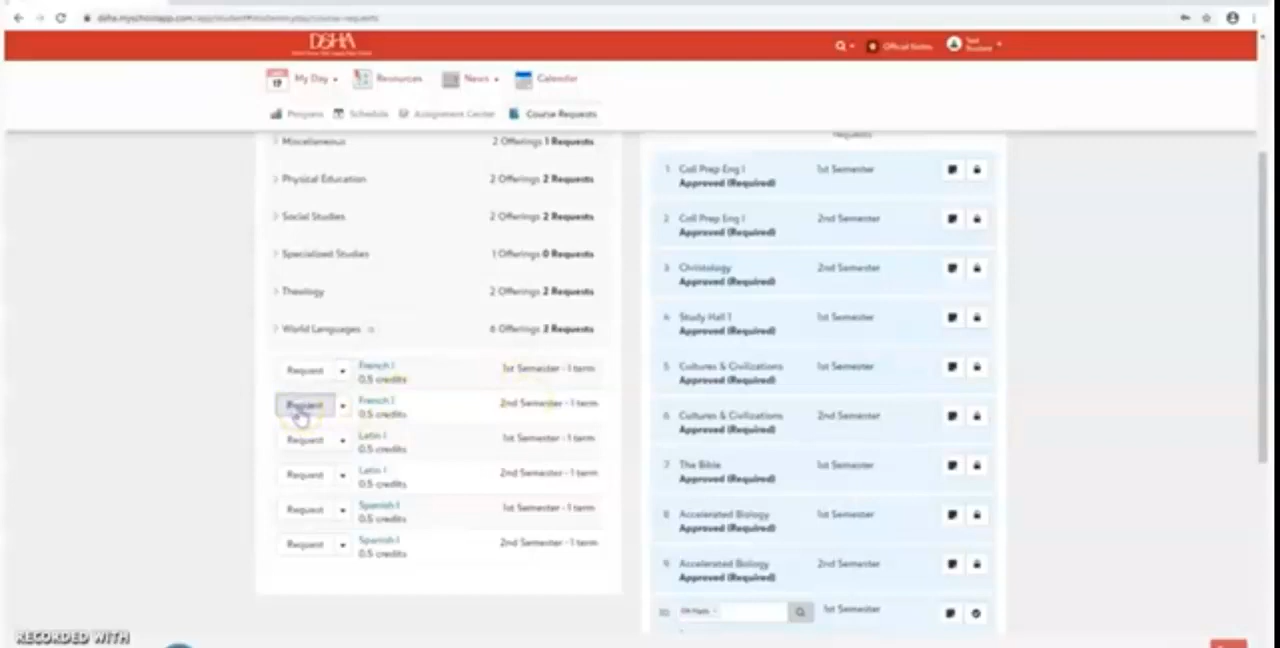 DSHA
Official Notes
My Day
Resources
News
Calendar
Progress
Schedule
Assignment Center
Course Requests
Miscellaneous 2 Offerings 1 Requests
Physical Education 2 Offerings 2 Requests
Social Studies 2 Offerings 2 Requests
Specialized Studies 1 Offerings 0 Requests
Theology 2 Offerings 2 Requests
World Languages 6 Offerings 2 Requests
Request French I 1st Semester - 1 term
0.5 credits
Request French I 2nd Semester - 1 term
0.5 credits
Request Latin I 1st Semester - 1 term
0.5 credits
Request Latin I 2nd Semester - 1 term
0.5 credits
Request Spanish I 1st Semester - 1 term
0.5 credits
Request Spanish I 2nd Semester - 1 term
0.5 credits
requests
1 Coll Prep Eng I 1st Semester
Approved (Required)
2 Coll Prep Eng I 2nd Semester
Approved (Required)
3 Christology 2nd Semester
Approved (Required)
4 Study Hall 1 1st Semester
Approved (Required)
5 Cultures & Civilizations 1st Semester
Approved (Required)
6 Cultures & Civilizations 2nd Semester
Approved (Required)
7 The Bible 1st Semester
Approved (Required)
8 Accelerated Biology 1st Semester
Approved (Required)
9 Accelerated Biology 2nd Semester
Approved (Required)
10 1st Semester
RECORDED WITH